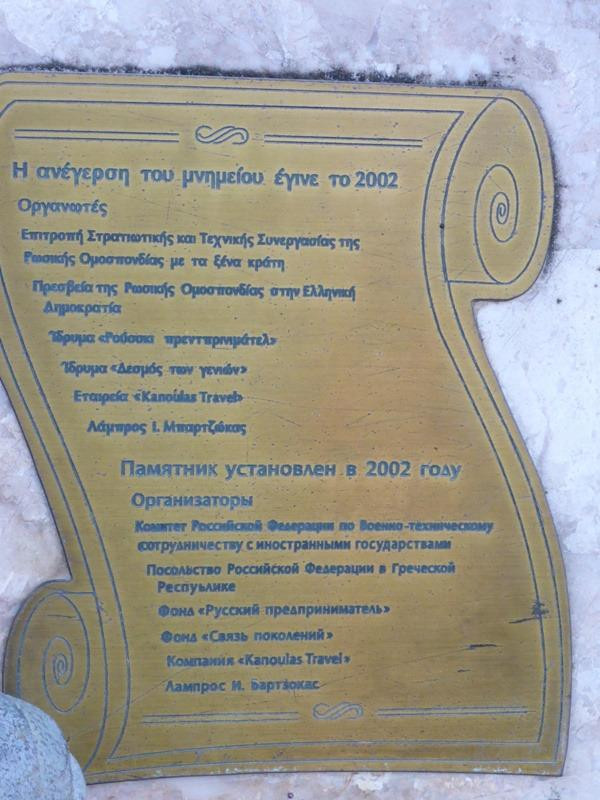 Η ανέγερση του μνημείου έγινε το 2002
Οργανωτές
Επιτροπή Στρατιωτικής και Τεχνικής Συνεργασίας της
Ρωσικής Ομοσπονδίας με τα ξένα κράτη
Πρεσβεία της Ρωσικής Ομοσπονδίας στην Ελληνική
Δημοκρατία
Ίδρυμα «Ρούσσκι πρεντπρινιμάτελ»
Ίδρυμα «Δεσμός των γενιών»
Εταιρεία «Kanoulas Travel»
Λάμπρος Ι. Μπαρτζώκας
Памятник установлен в 2002 году
Организаторы
Комитет Российской Федерации по Военно-техническому
сотрудничеству с иностранными государствами
Посольство Российской Федерации в Греческой
Республике
Фонд «Русский предприниматель»
Фонд «Связь поколений»
Компания «Kanoulas Travel»
Лампрос И. Бартзокас